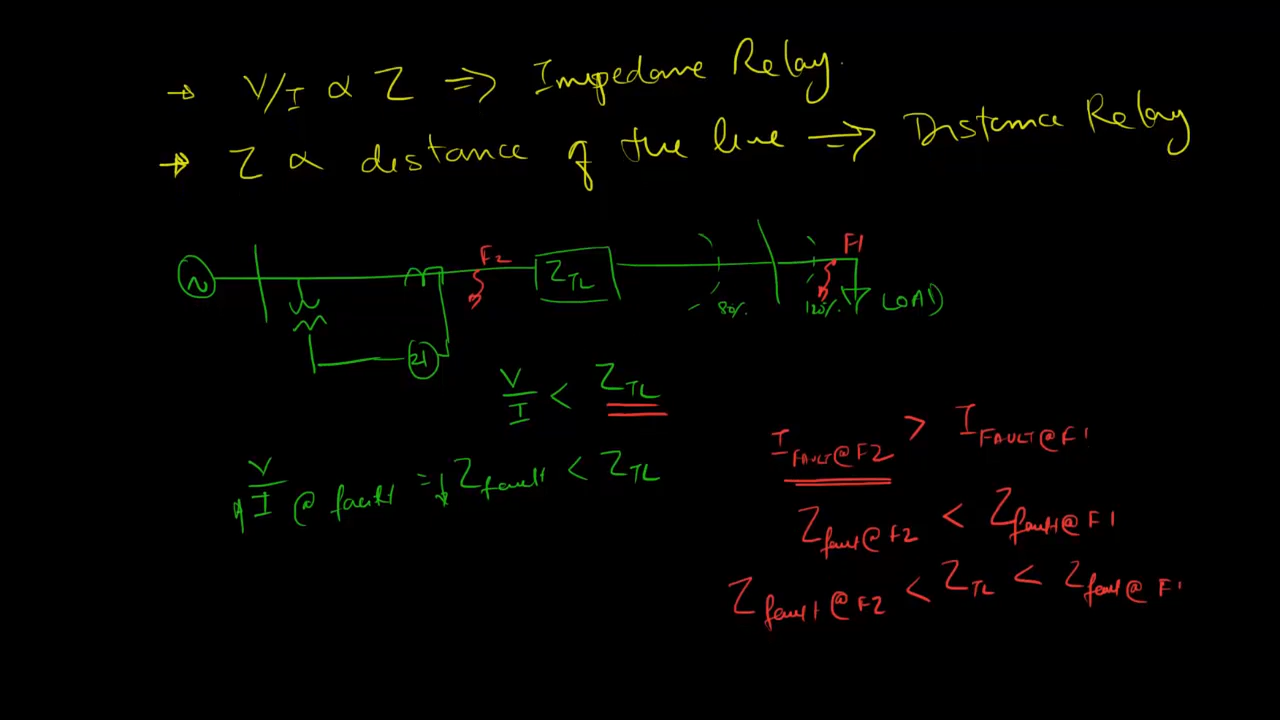 → V/I ∝ Z ⇒ Impedance Relay.
→ Z ∝ distance of the line ⇒ Distance Relay
F2
F1
~
Z_TL
80%.
120%.
LOAD
21
V/I < Z_TL
I_FAULT@F2 > I_FAULT@F1
↑ V/I @ fault = ↓ Z_fault < Z_TL
Z_fault@F2 < Z_fault@F1
Z_fault@F2 < Z_TL < Z_fault@F1